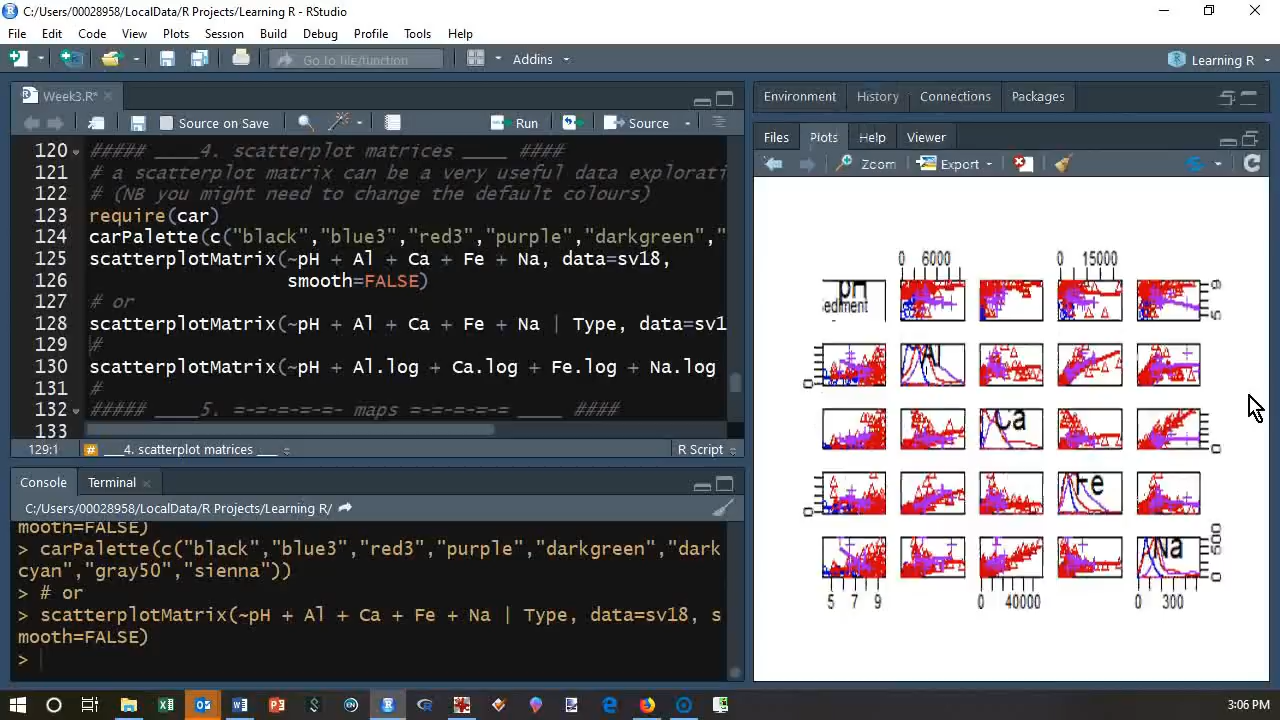 C:/Users/00028958/LocalData/R Projects/Learning R - RStudio
File Edit Code View Plots Session Build Debug Profile Tools Help
Go to file/function Addins Learning R
Week3.R*
Source on Save Run Source
120 ##### ____4. scatterplot matrices ____ ####
121 # a scatterplot matrix can be a very useful data explorati
122 # (NB you might need to change the default colours)
123 require(car)
124 carPalette(c("black","blue3","red3","purple","darkgreen","
125 scatterplotMatrix(~pH + Al + Ca + Fe + Na, data=sv18,
126 smooth=FALSE)
127 # or
128 scatterplotMatrix(~pH + Al + Ca + Fe + Na | Type, data=sv1
129 #
130 scatterplotMatrix(~pH + Al.log + Ca.log + Fe.log + Na.log
131 #
132 ##### ____5. =-=-=-=-=- maps =-=-=-=-= ____ ####
133
129:1 ___4. scatterplot matrices ___ R Script
Console Terminal
C:/Users/00028958/LocalData/R Projects/Learning R/
mooth=FALSE)
> carPalette(c("black","blue3","red3","purple","darkgreen","dark
cyan","gray50","sienna"))
> # or
> scatterplotMatrix(~pH + Al + Ca + Fe + Na | Type, data=sv18, s
mooth=FALSE)
>
Environment History Connections Packages
Files Plots Help Viewer
Zoom Export
0 6000 0 15000
pH
ediment
5 9
0
Al
Ca
0
0
Fe
Na
0 500
5 7 9 0 40000 0 300
3:06 PM